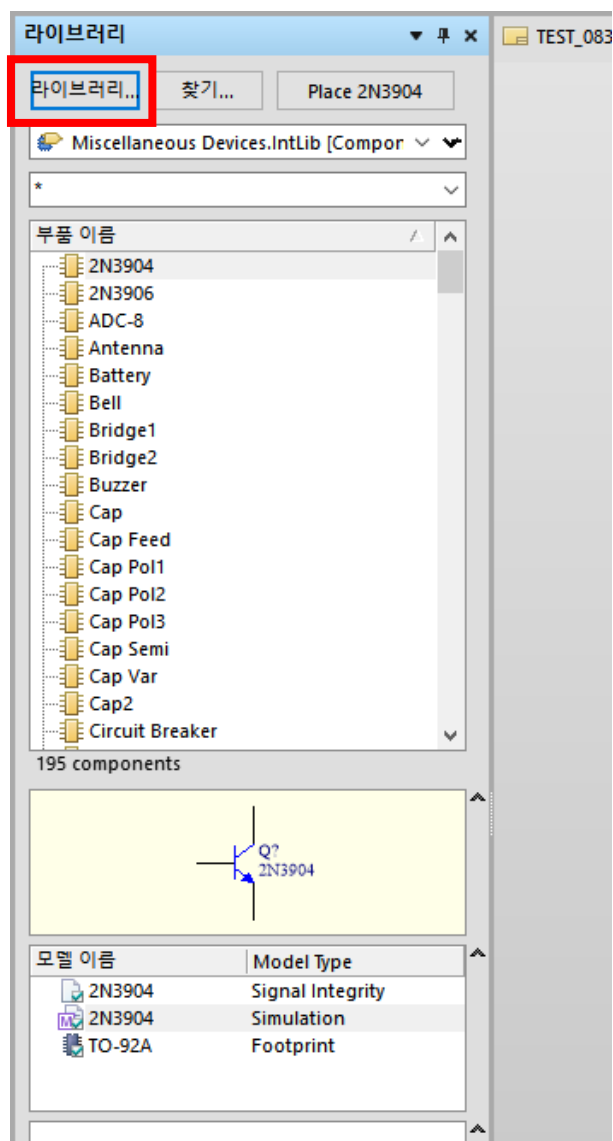 라이브러리
TEST_083
라이브러리...
찾기...
Place 2N3904
Miscellaneous Devices.IntLib [Compor
*
부품 이름
2N3904
2N3906
ADC-8
Antenna
Battery
Bell
Bridge1
Bridge2
Buzzer
Cap
Cap Feed
Cap Pol1
Cap Pol2
Cap Pol3
Cap Semi
Cap Var
Cap2
Circuit Breaker
195 components
Q?
2N3904
모델 이름 Model Type
2N3904 Signal Integrity
2N3904 Simulation
TO-92A Footprint